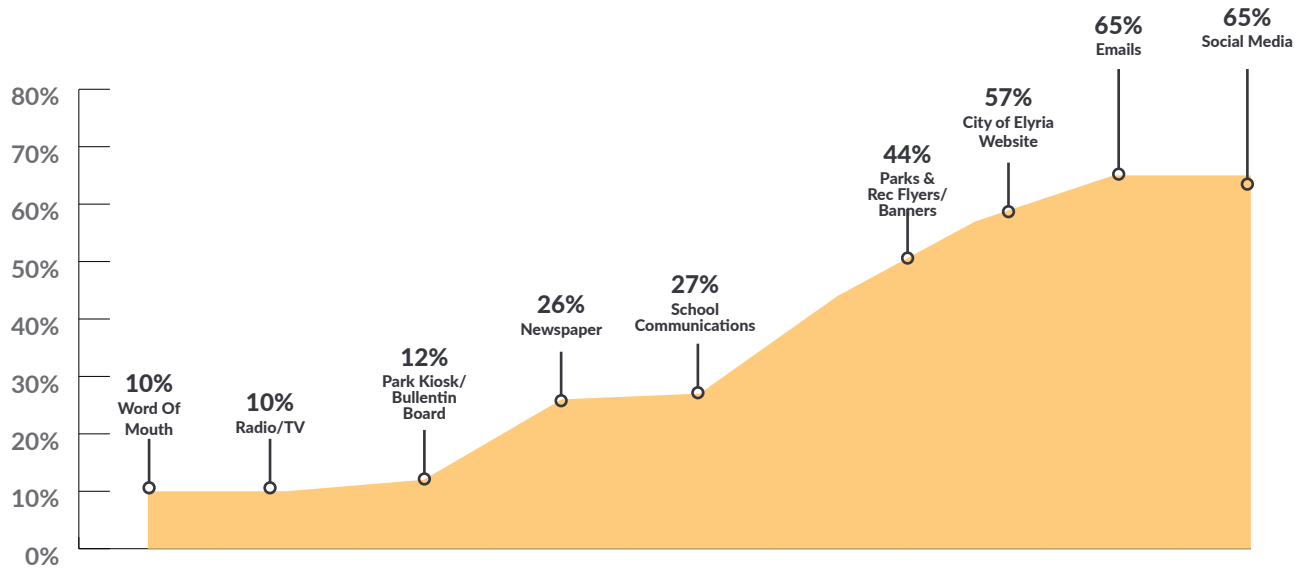 80%
70%
60%
50%
40%
30%
20%
10%
0%
10%
Word Of
Mouth
10%
Radio/TV
12%
Park Kiosk/
Bullentin
Board
26%
Newspaper
27%
School
Communications
44%
Parks &
Rec Flyers/
Banners
57%
City of Elyria
Website
65%
Emails
65%
Social Media